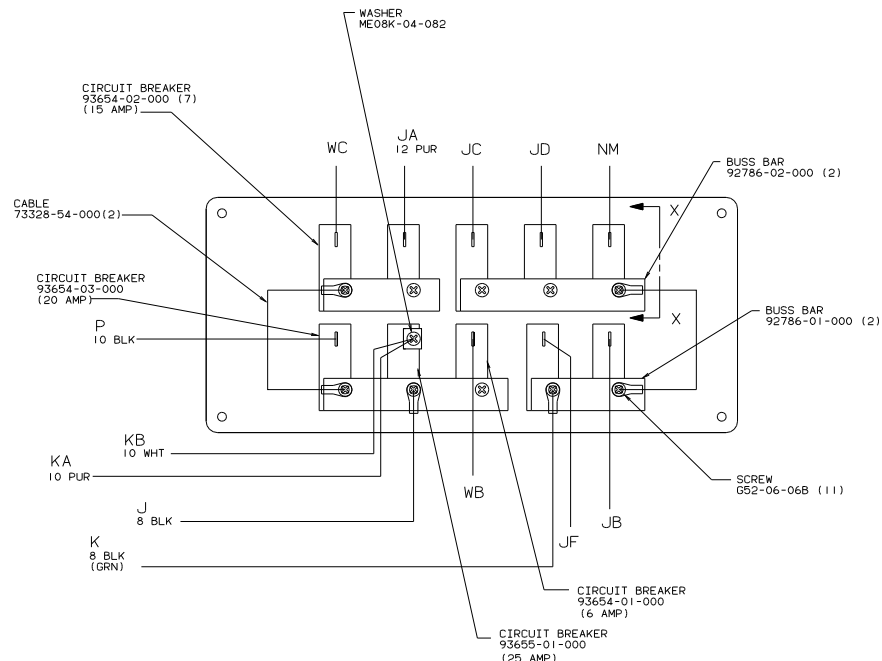 WASHER
ME08K-04-082
CIRCUIT BREAKER
93654-02-000 (7)
(15 AMP)
WC
JA
12 PUR
JC
JD
NM
BUSS BAR
92786-02-000 (2)
CABLE
73328-54-000(2)
X
CIRCUIT BREAKER
93654-03-000
(20 AMP)
P
10 BLK
X
BUSS BAR
92786-01-000 (2)
KB
10 WHT
KA
10 PUR
J
8 BLK
K
8 BLK
(GRN)
WB
JF
JB
SCREW
G52-06-06B (11)
CIRCUIT BREAKER
93654-01-000
(6 AMP)
CIRCUIT BREAKER
93655-01-000
(25 AMP)